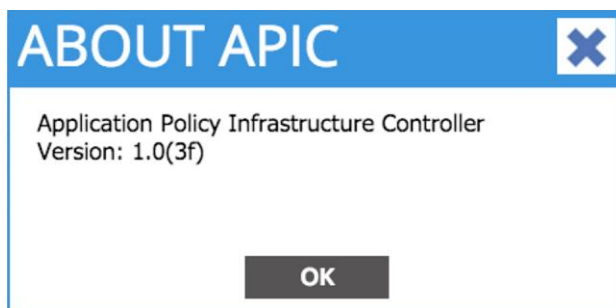 ABOUT APIC
Application Policy Infrastructure Controller
Version: 1.0(3f)
OK